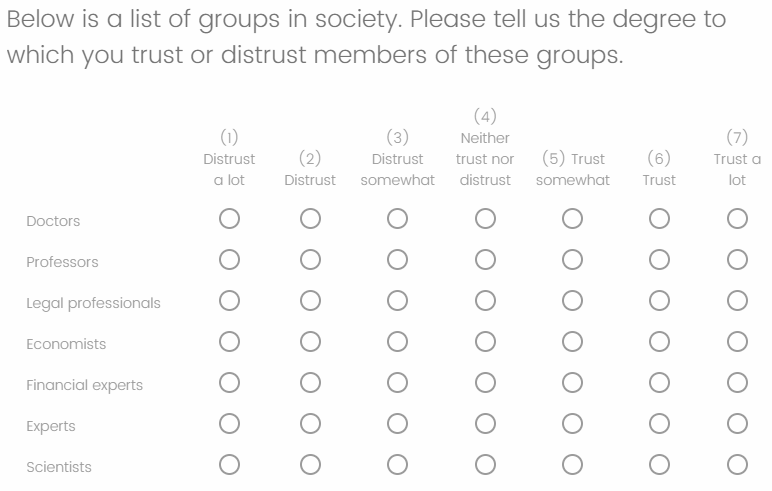 Below is a list of groups in society. Please tell us the degree to
which you trust or distrust members of these groups.
(1) Distrust a lot
(2) Distrust
(3) Distrust somewhat
(4) Neither trust nor distrust
(5) Trust somewhat
(6) Trust
(7) Trust a lot
Doctors
Professors
Legal professionals
Economists
Financial experts
Experts
Scientists